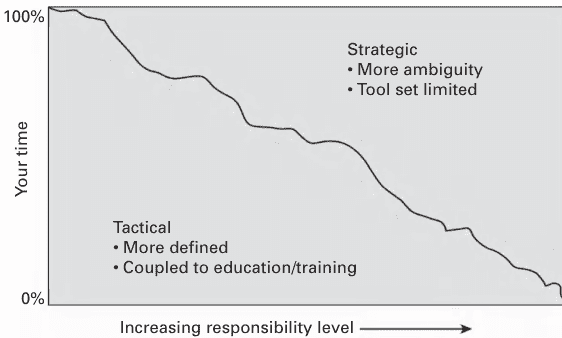 100%
Strategic
• More ambiguity
• Tool set limited
Your time
Tactical
• More defined
• Coupled to education/training
0%
Increasing responsibility level